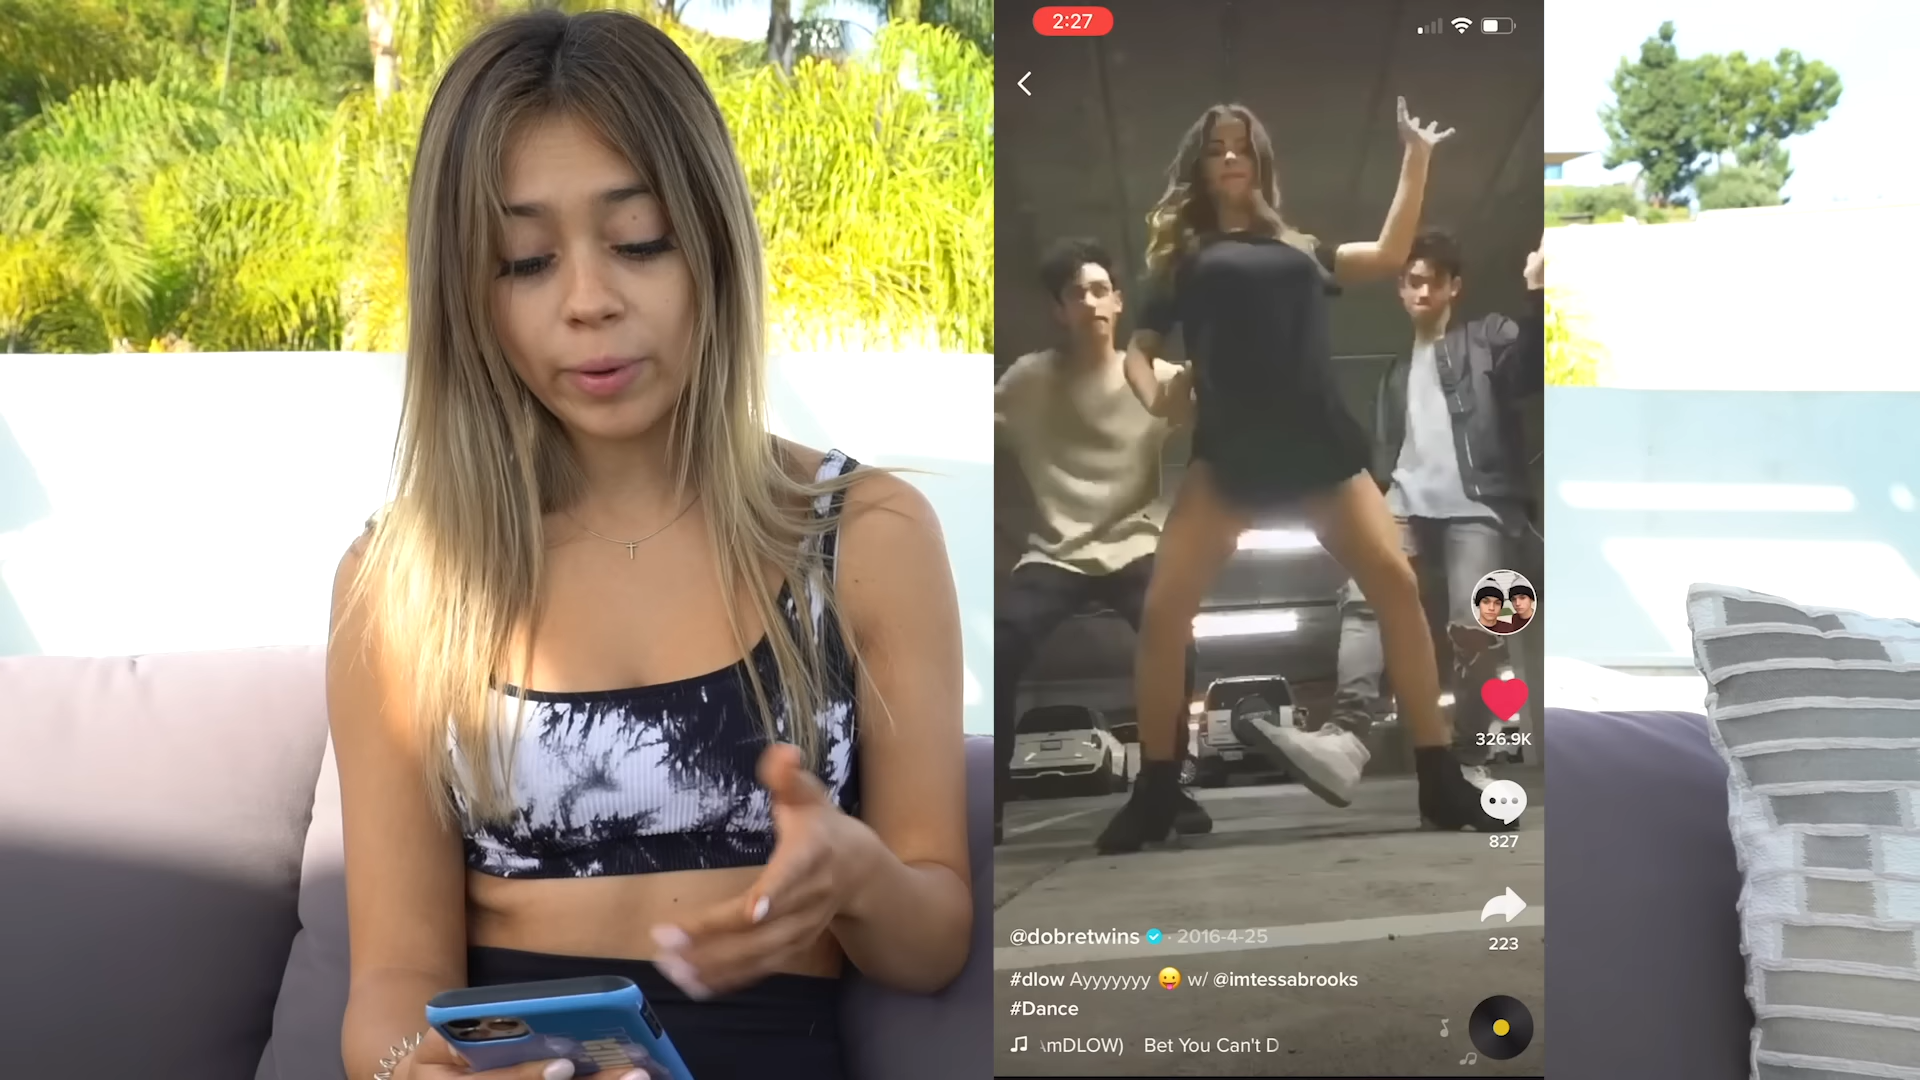 2:27
326.9K
827
223
@dobretwins · 2016-4-25
#dlow Ayyyyyyy 😛 w/ @imtessabrooks
#Dance
mDLOW) Bet You Can't D